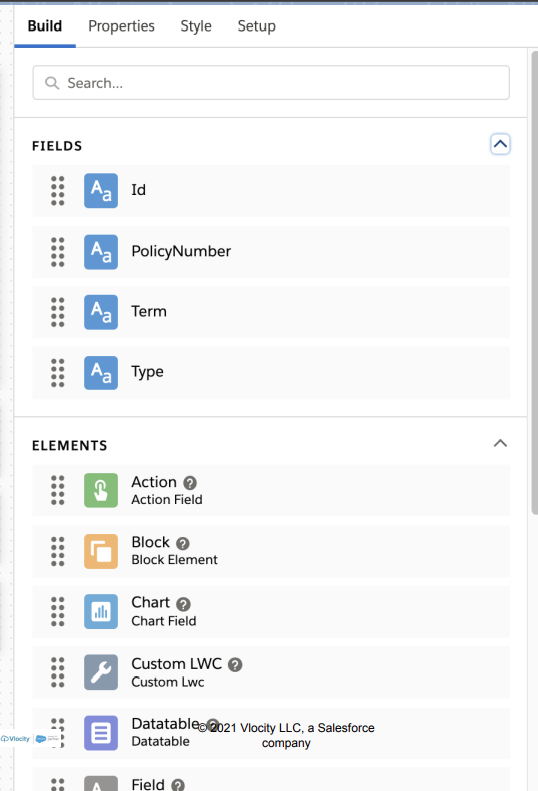 Build Properties Style Setup
Search...
FIELDS
Aa Id
Aa PolicyNumber
Aa Term
Aa Type
ELEMENTS
Action ?
Action Field
Block ?
Block Element
Chart ?
Chart Field
Custom LWC ?
Custom Lwc
Datatable ?
Datatable
© 2021 Vlocity LLC, a Salesforce
company
Vlocity
Field ?